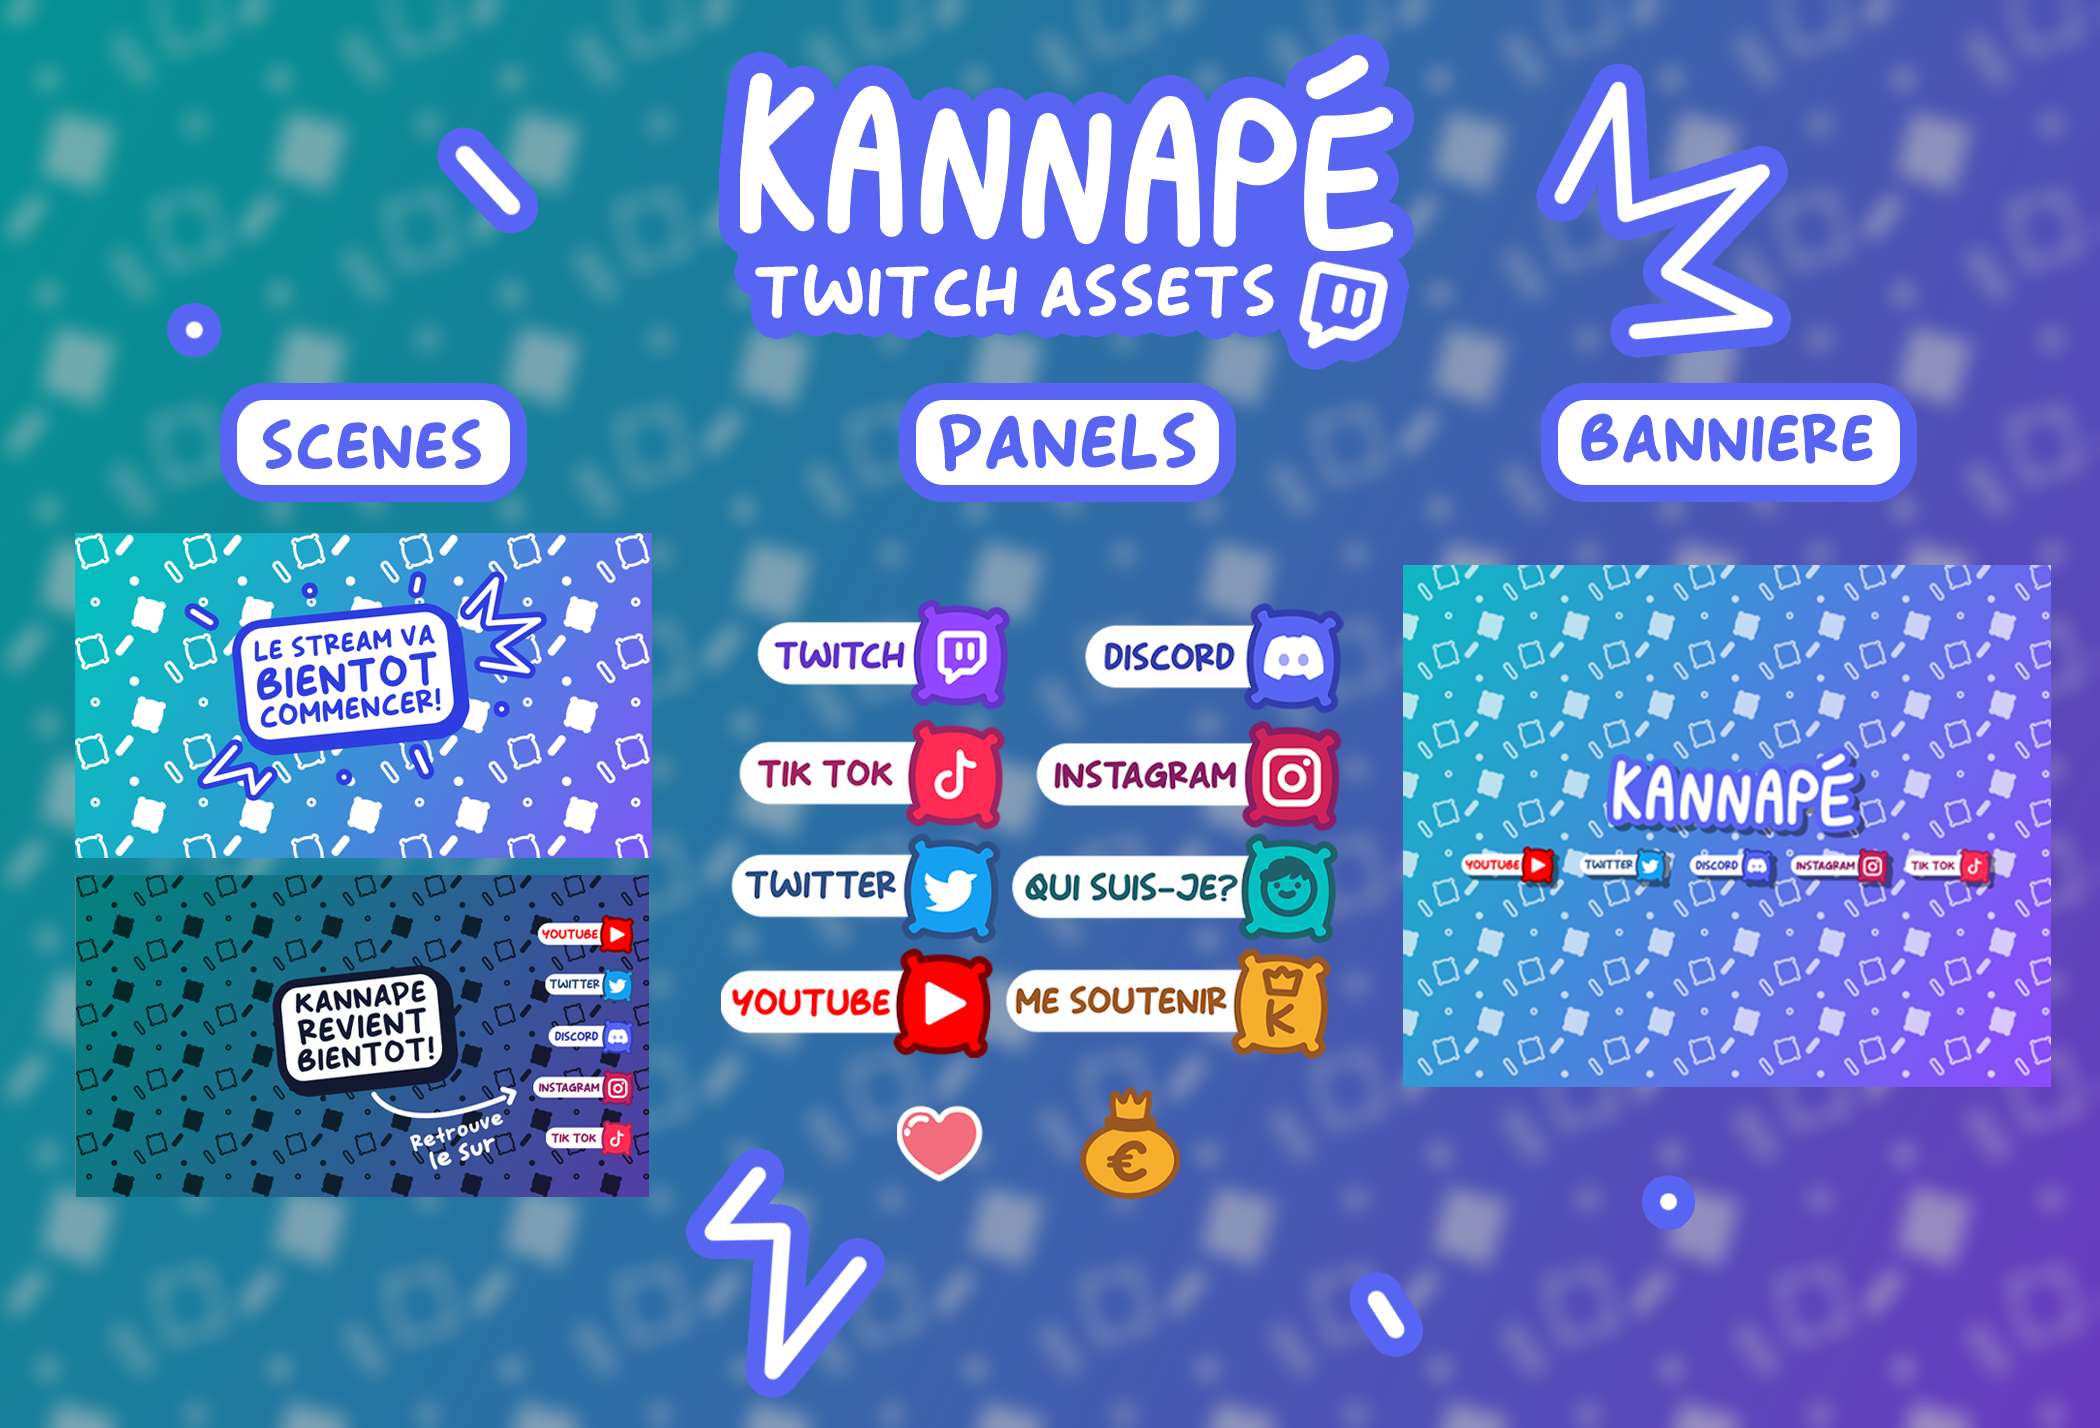 KANNAPÉ
TWITCH ASSETS
SCENES
LE STREAM VA
BIENTOT
COMMENCER!
KANNAPE
REVIENT
BIENTOT!
Retrouve
le sur
YOUTUBE
TWITTER
DISCORD
INSTAGRAM
TIK TOK
PANELS
TWITCH
DISCORD
TIK TOK
INSTAGRAM
TWITTER
QUI SUIS-JE?
YOUTUBE
ME SOUTENIR
K
€
BANNIERE
KANNAPÉ
YOUTUBE
TWITTER
DISCORD
INSTAGRAM
TIK TOK